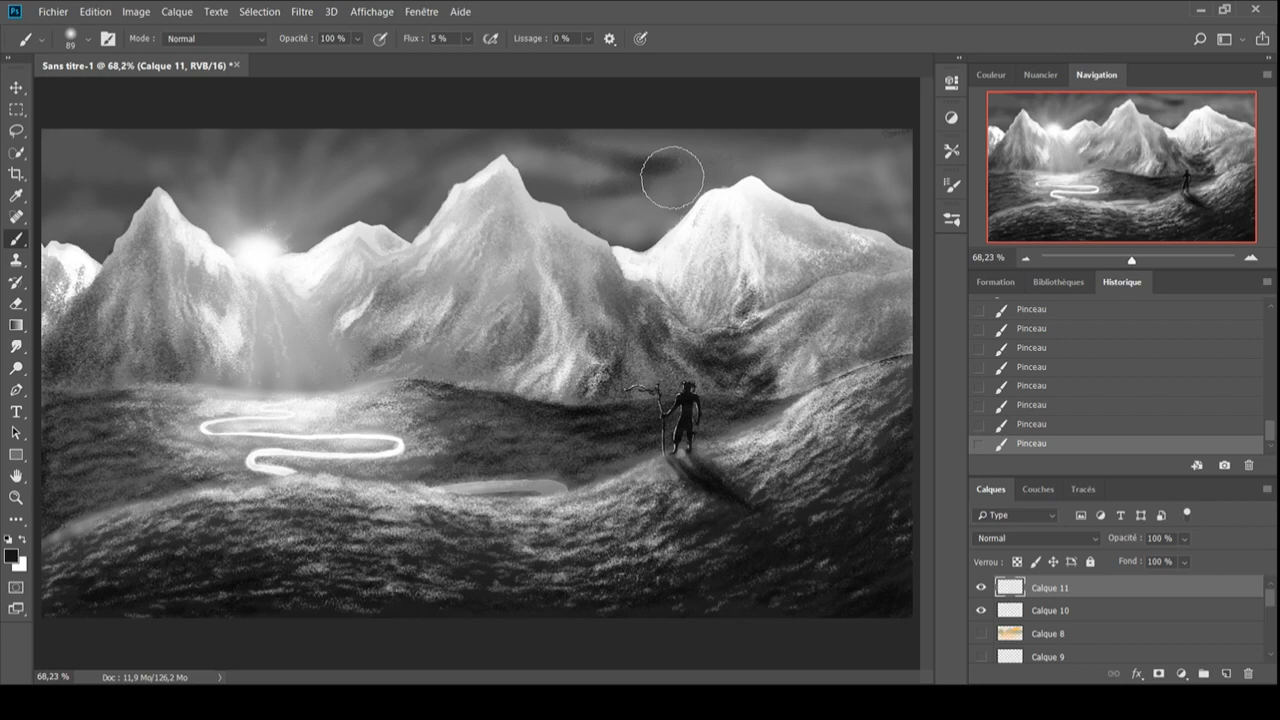 Ps Fichier Edition Image Calque Texte Sélection Filtre 3D Affichage Fenêtre Aide
89 Mode : Normal Opacité : 100 % Flux : 5 % Lissage : 0 %
Sans titre-1 @ 68,2% (Calque 11, RVB/16) *
Couleur Nuancier Navigation
68,23 %
Formation Bibliothèques Historique
Pinceau
Pinceau
Pinceau
Pinceau
Pinceau
Pinceau
Pinceau
Pinceau
Calques Couches Tracés
Type
Normal Opacité : 100 %
Verrou : Fond : 100 %
Calque 11
Calque 10
Calque 8
Calque 9
68,23 % Doc : 11,9 Mo/126,2 Mo